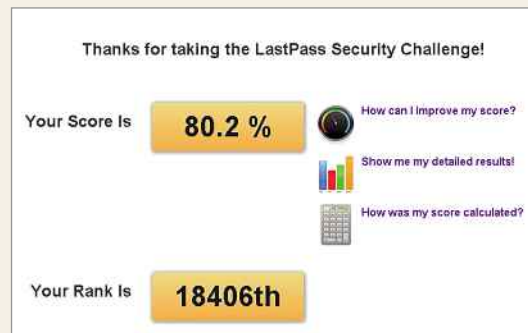 Thanks for taking the LastPass Security Challenge!
Your Score Is
80.2 %
How can I improve my score?
Show me my detailed results!
How was my score calculated?
Your Rank Is
18406th